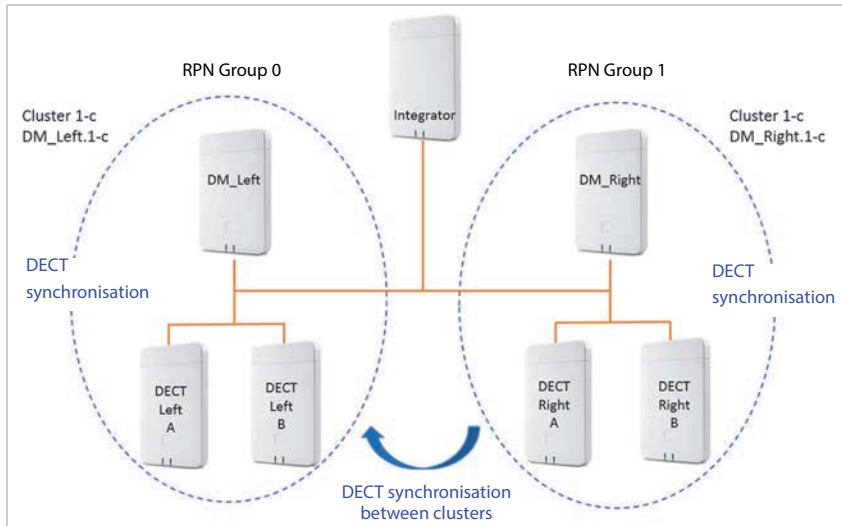 RPN Group 0
RPN Group 1
Integrator
Cluster 1-c
DM_Left.1-c
Cluster 1-c
DM_Right.1-c
DM_Left
DM_Right
DECT
synchronisation
DECT
synchronisation
DECT
Left
A
DECT
Left
B
DECT
Right
A
DECT
Right
B
DECT synchronisation
between clusters